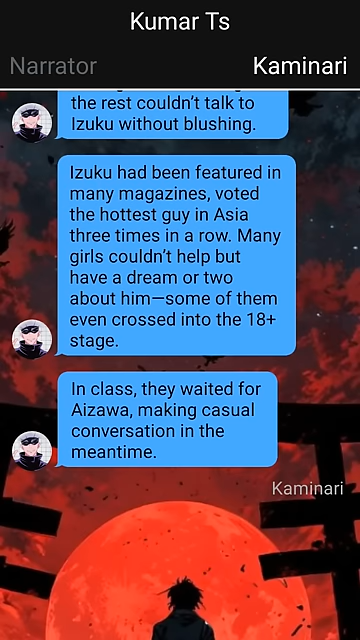 Kumar Ts
Narrator
Kaminari
the rest couldn’t talk to
Izuku without blushing.
Izuku had been featured in
many magazines, voted
the hottest guy in Asia
three times in a row. Many
girls couldn’t help but
have a dream or two
about him—some of them
even crossed into the 18+
stage.
In class, they waited for
Aizawa, making casual
conversation in the
meantime.
Kaminari